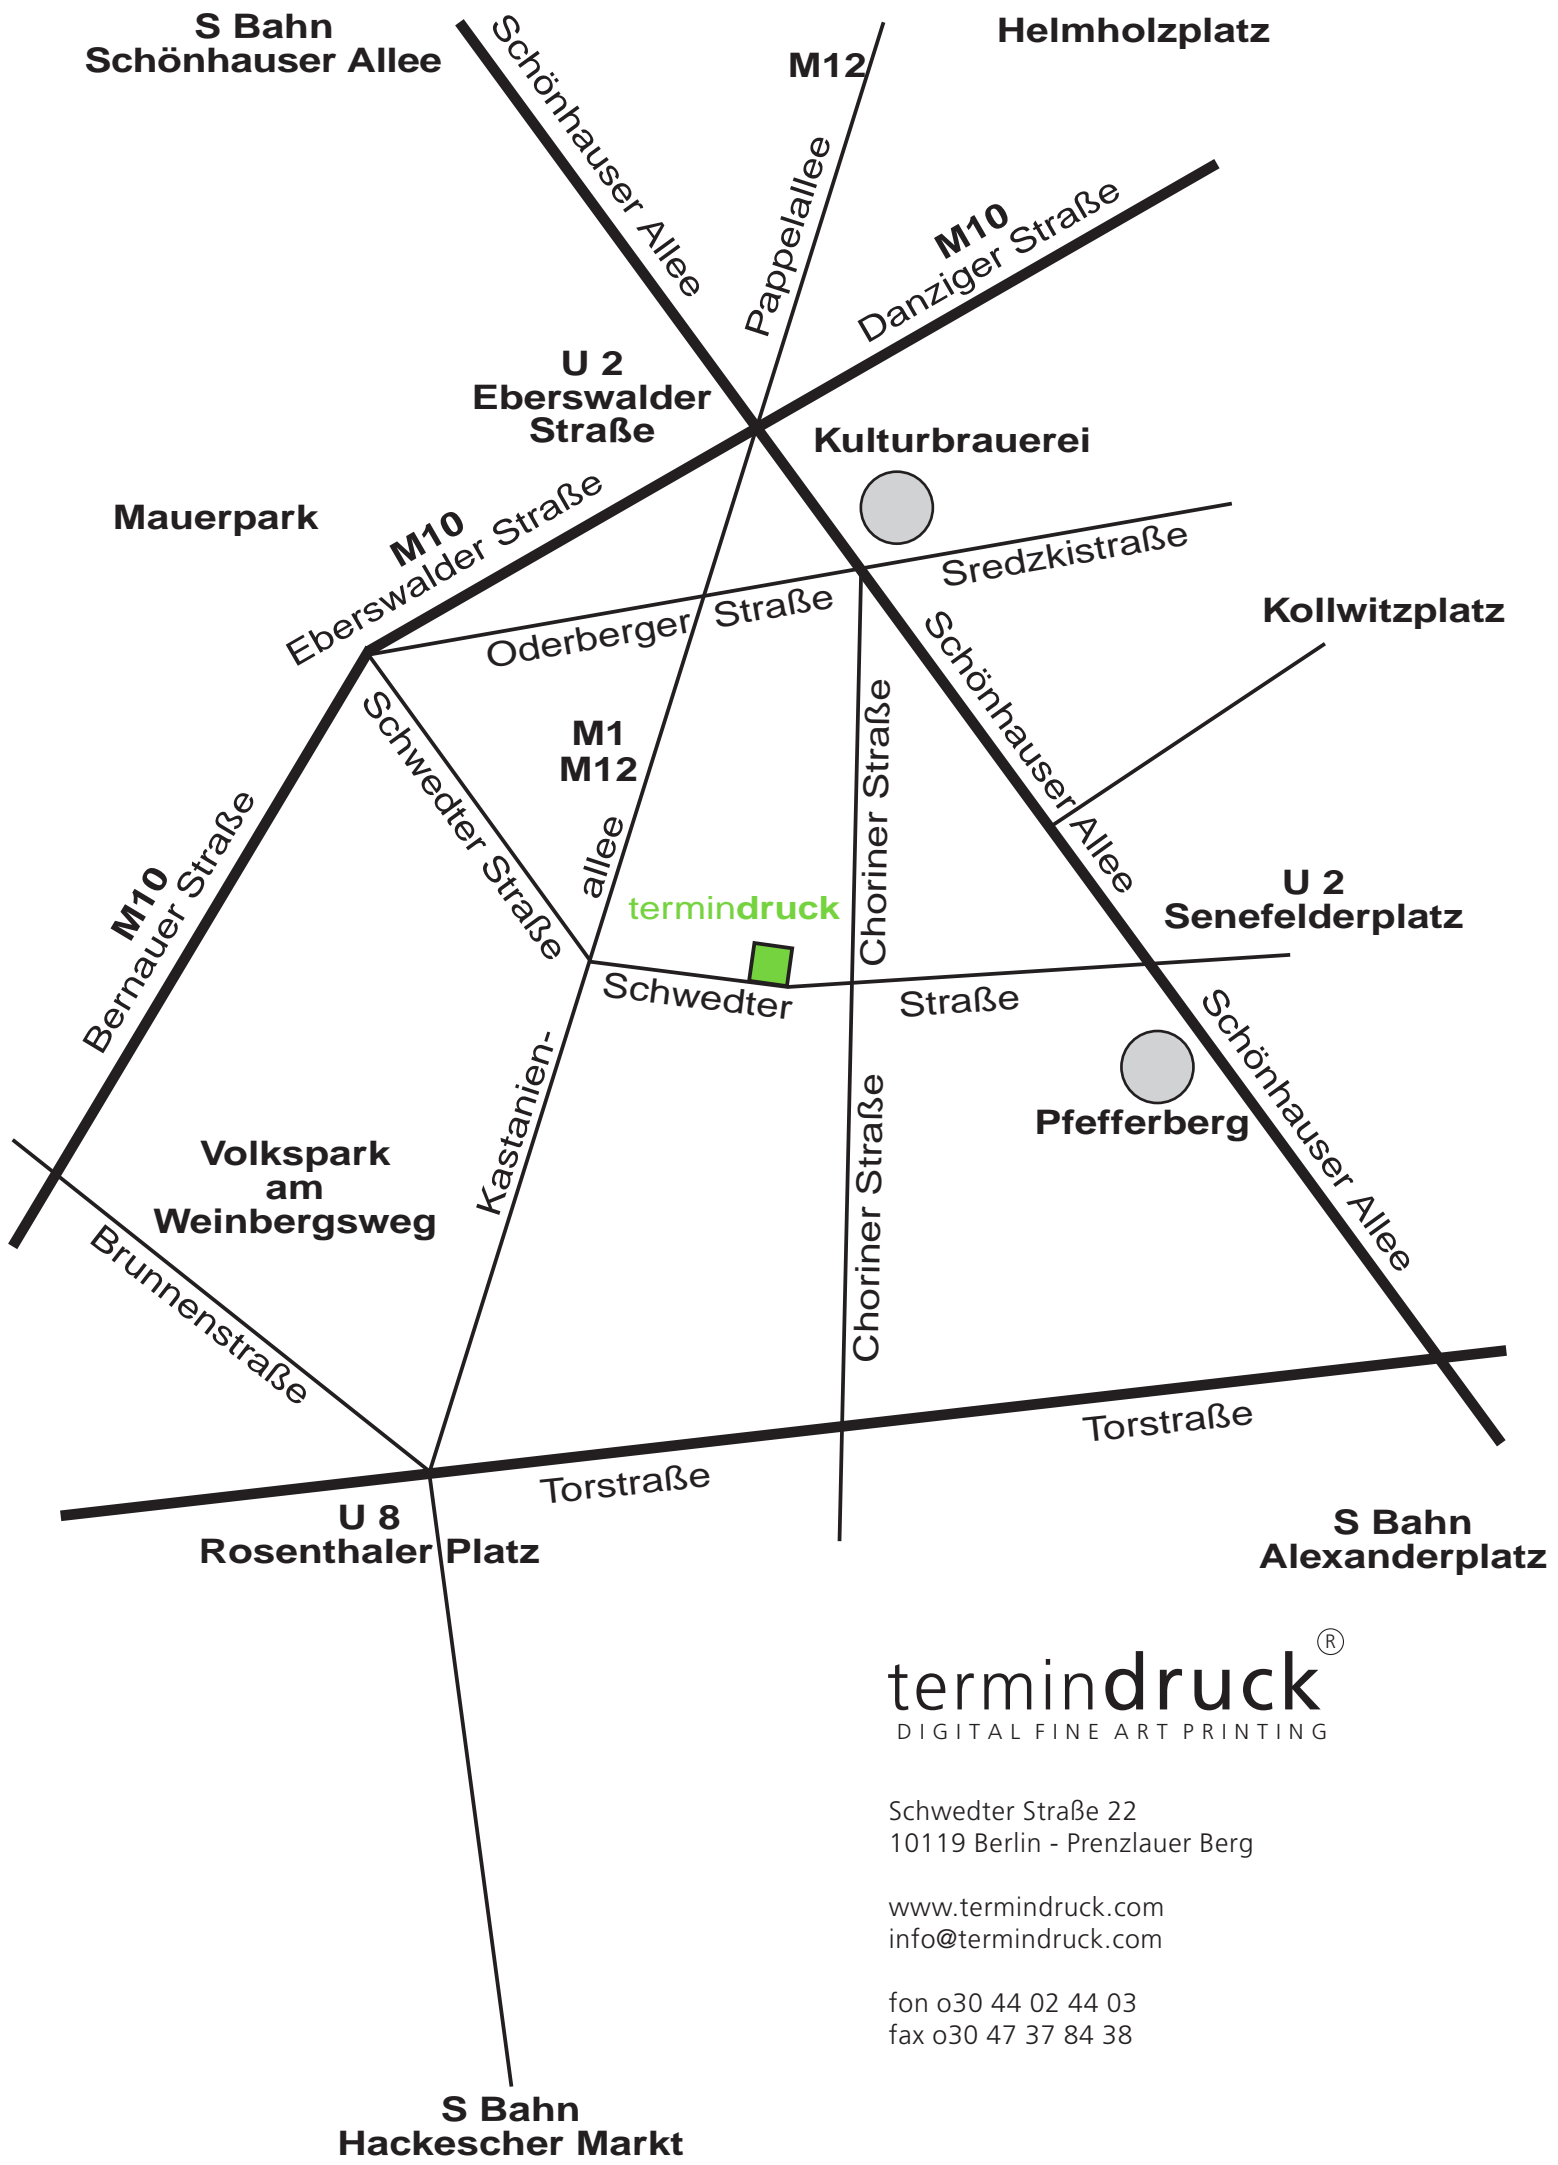 S Bahn
Schönhauser Allee
Schönhauser Allee
M12
Helmholzplatz
Pappelallee
M10
Danziger Straße
U 2
Eberswalder
Straße
Kulturbrauerei
Mauerpark
M10
Eberswalder Straße
Sredzkistraße
Oderberger Straße
Kollwitzplatz
Schönhauser Allee
Schwedter Straße
M1
M12
Choriner Straße
M10
Bernauer Straße
allee
termindruck
U 2
Senefelderplatz
Schwedter Straße
Kastanien-
Schönhauser Allee
Pfefferberg
Choriner Straße
Volkspark
am
Weinbergsweg
Brunnenstraße
Torstraße
Torstraße
U 8
Rosenthaler Platz
S Bahn
Alexanderplatz
termindruck®
DIGITAL FINE ART PRINTING
Schwedter Straße 22
10119 Berlin - Prenzlauer Berg
www.termindruck.com
info@termindruck.com
fon o30 44 02 44 03
fax o30 47 37 84 38
S Bahn
Hackescher Markt